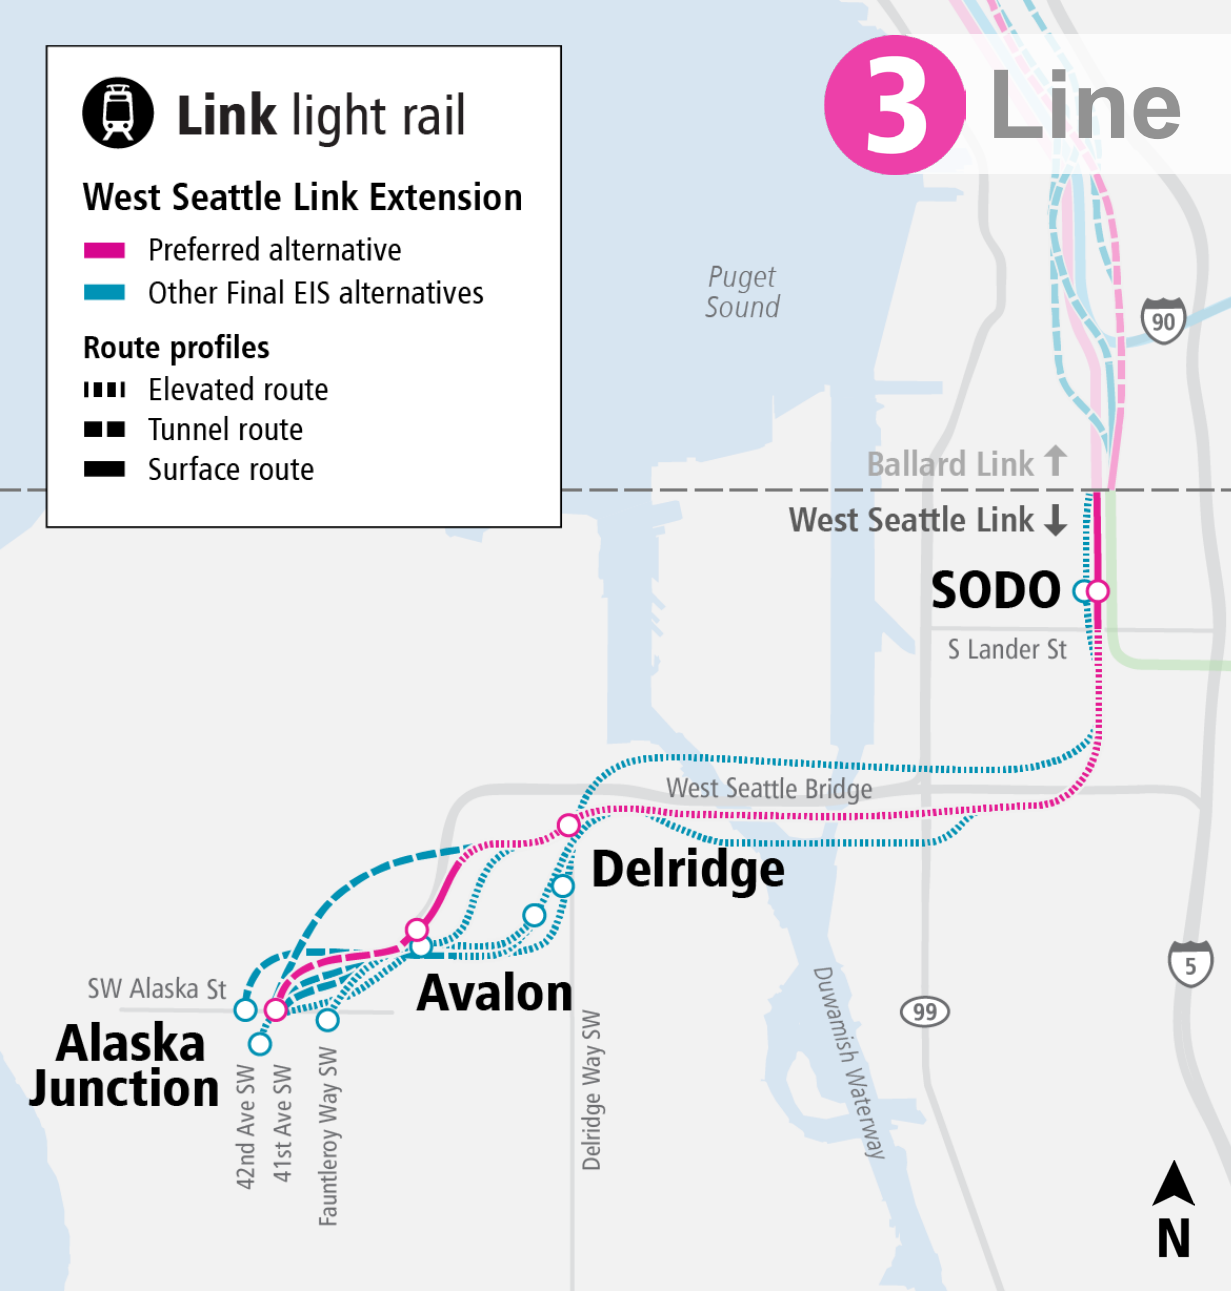 Link light rail
West Seattle Link Extension
Preferred alternative
Other Final EIS alternatives
Route profiles
Elevated route
Tunnel route
Surface route
3 Line
Puget
Sound
90
Ballard Link ↑
West Seattle Link ↓
SODO
S Lander St
West Seattle Bridge
Delridge
Avalon
SW Alaska St
Alaska
Junction
42nd Ave SW
41st Ave SW
Fauntleroy Way SW
Delridge Way SW
Duwamish Waterway
99
5
N